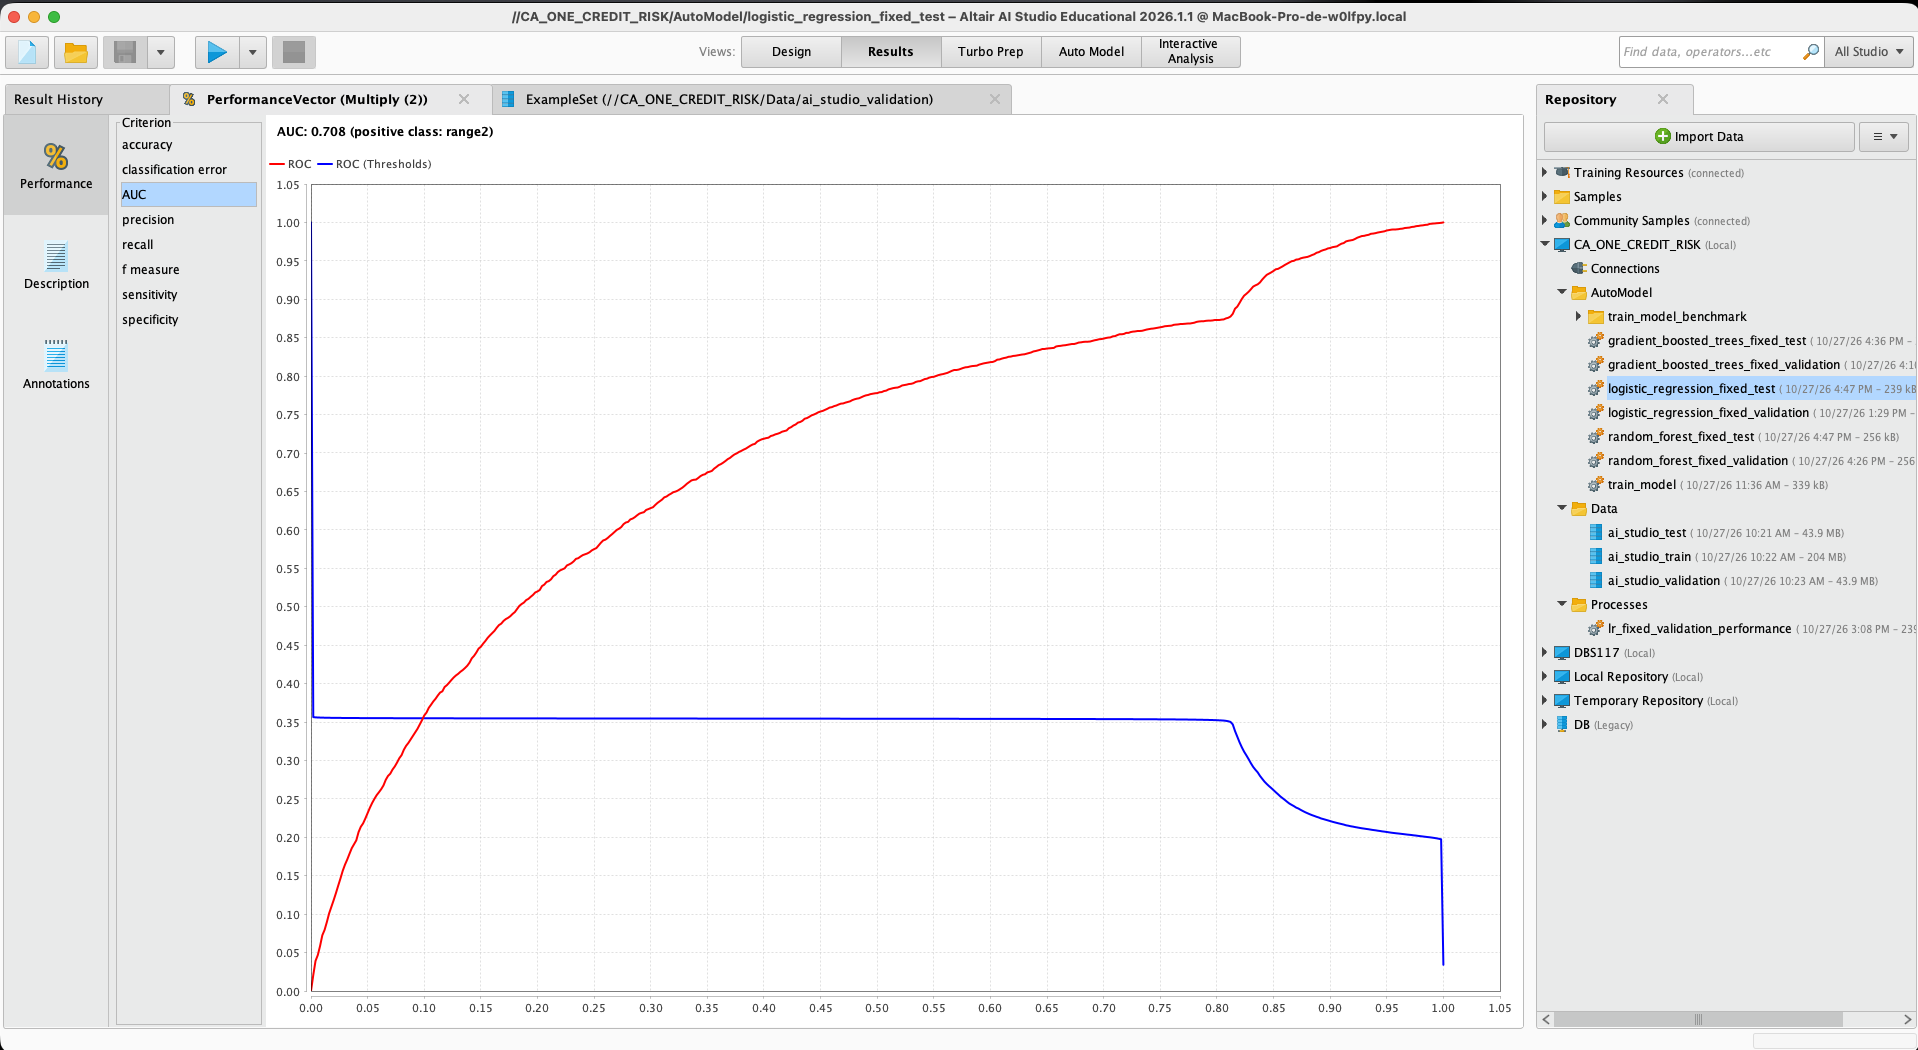 //CA_ONE_CREDIT_RISK/AutoModel/logistic_regression_fixed_test – Altair AI Studio Educational 2026.1.1 @ MacBook-Pro-de-w0lfpy.local
Views:
Design
Results
Turbo Prep
Auto Model
Interactive
Analysis
Find data, operators...etc
All Studio
Result History
PerformanceVector (Multiply (2))
ExampleSet (//CA_ONE_CREDIT_RISK/Data/ai_studio_validation)
Performance
Description
Annotations
Criterion
accuracy
classification error
AUC
precision
recall
f measure
sensitivity
specificity
AUC: 0.708 (positive class: range2)
ROC
ROC (Thresholds)
1.05
1.00
0.95
0.90
0.85
0.80
0.75
0.70
0.65
0.60
0.55
0.50
0.45
0.40
0.35
0.30
0.25
0.20
0.15
0.10
0.05
0.00
0.00 0.05 0.10 0.15 0.20 0.25 0.30 0.35 0.40 0.45 0.50 0.55 0.60 0.65 0.70 0.75 0.80 0.85 0.90 0.95 1.00 1.05
Repository
Import Data
Training Resources (connected)
Samples
Community Samples (connected)
CA_ONE_CREDIT_RISK (Local)
Connections
AutoModel
train_model_benchmark
gradient_boosted_trees_fixed_test ( 10/27/26 4:36 PM –
gradient_boosted_trees_fixed_validation ( 10/27/26 4:1
logistic_regression_fixed_test ( 10/27/26 4:47 PM – 239 kB
logistic_regression_fixed_validation ( 10/27/26 1:29 PM –
random_forest_fixed_test ( 10/27/26 4:47 PM – 256 kB)
random_forest_fixed_validation ( 10/27/26 4:26 PM – 256
train_model ( 10/27/26 11:36 AM – 339 kB)
Data
ai_studio_test ( 10/27/26 10:21 AM – 43.9 MB)
ai_studio_train ( 10/27/26 10:22 AM – 204 MB)
ai_studio_validation ( 10/27/26 10:23 AM – 43.9 MB)
Processes
lr_fixed_validation_performance ( 10/27/26 3:08 PM – 239
DBS117 (Local)
Local Repository (Local)
Temporary Repository (Local)
DB (Legacy)